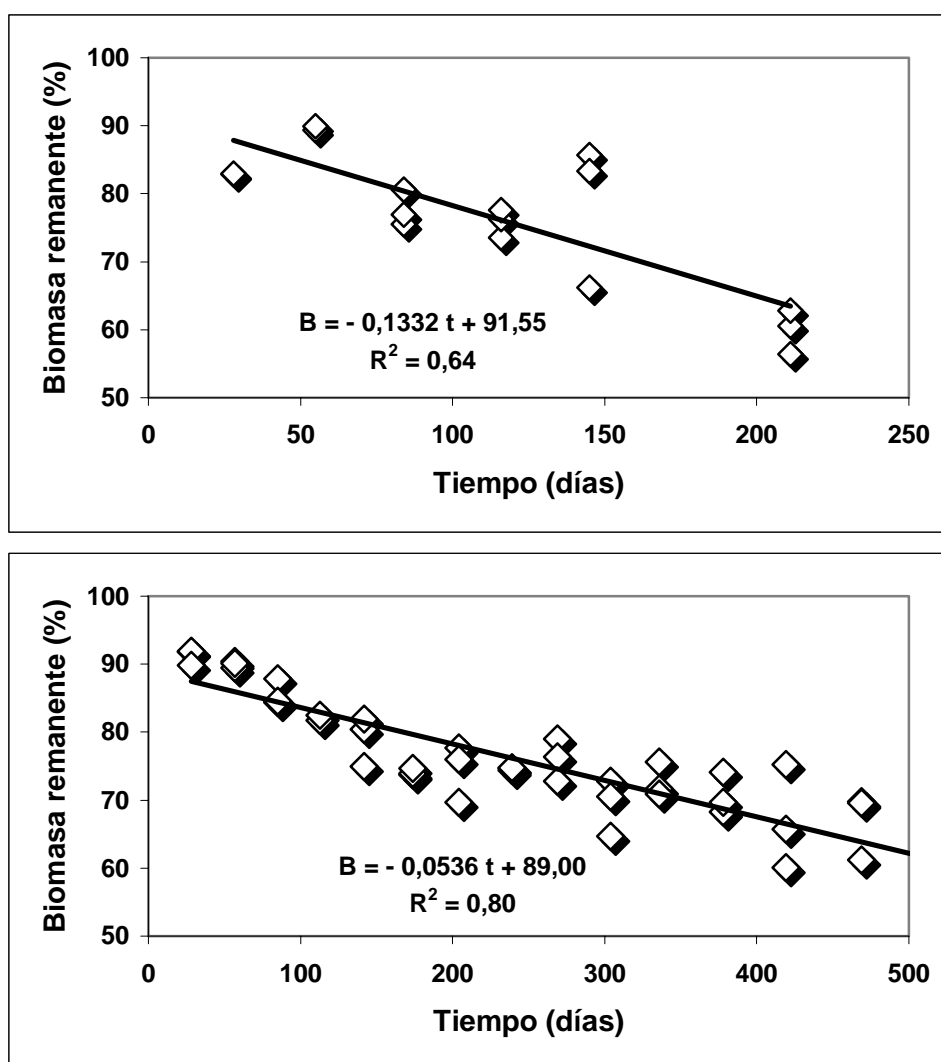 100
90
80
70
60
50
Biomasa remanente (%)
B = - 0,1332 t + 91,55
R² = 0,64
0 50 100 150 200 250
Tiempo (días)
100
90
80
70
60
50
Biomasa remanente (%)
B = - 0,0536 t + 89,00
R² = 0,80
0 100 200 300 400 500
Tiempo (días)